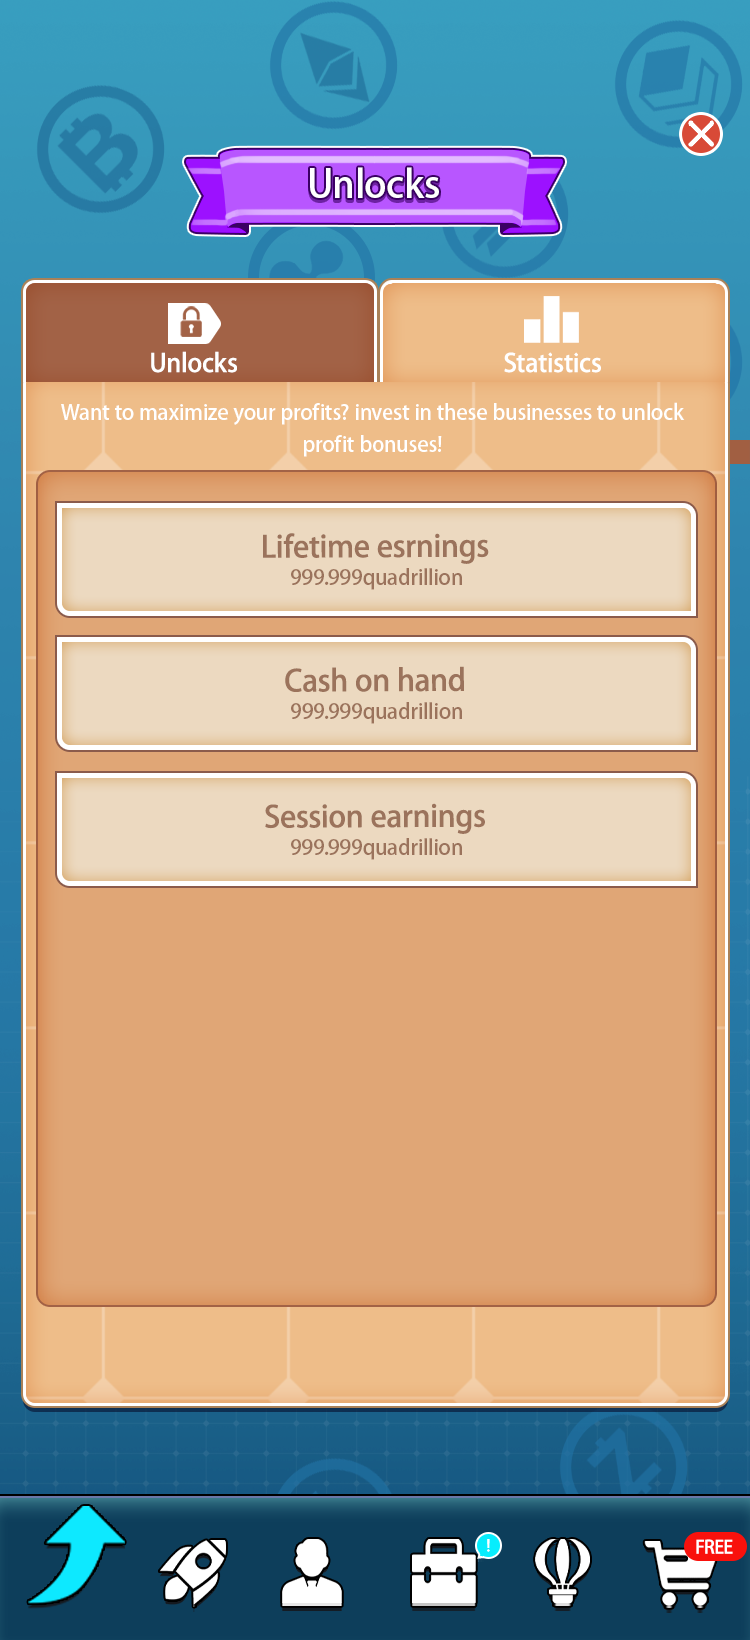 Unlocks
Unlocks
Statistics
Want to maximize your profits? invest in these businesses to unlock
profit bonuses!
Lifetime esrnings
999.999quadrillion
Cash on hand
999.999quadrillion
Session earnings
999.999quadrillion
!
FREE